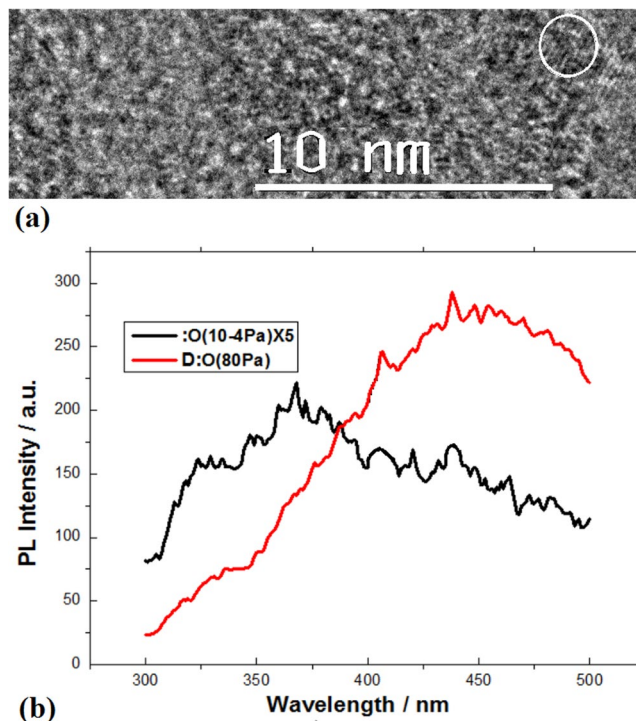 10 nm
(a)
300
250
200
150
100
50
0
PL Intensity / a.u.
:O(10-4Pa)X5
D:O(80Pa)
300 350 400 450 500
Wavelength / nm
(b)